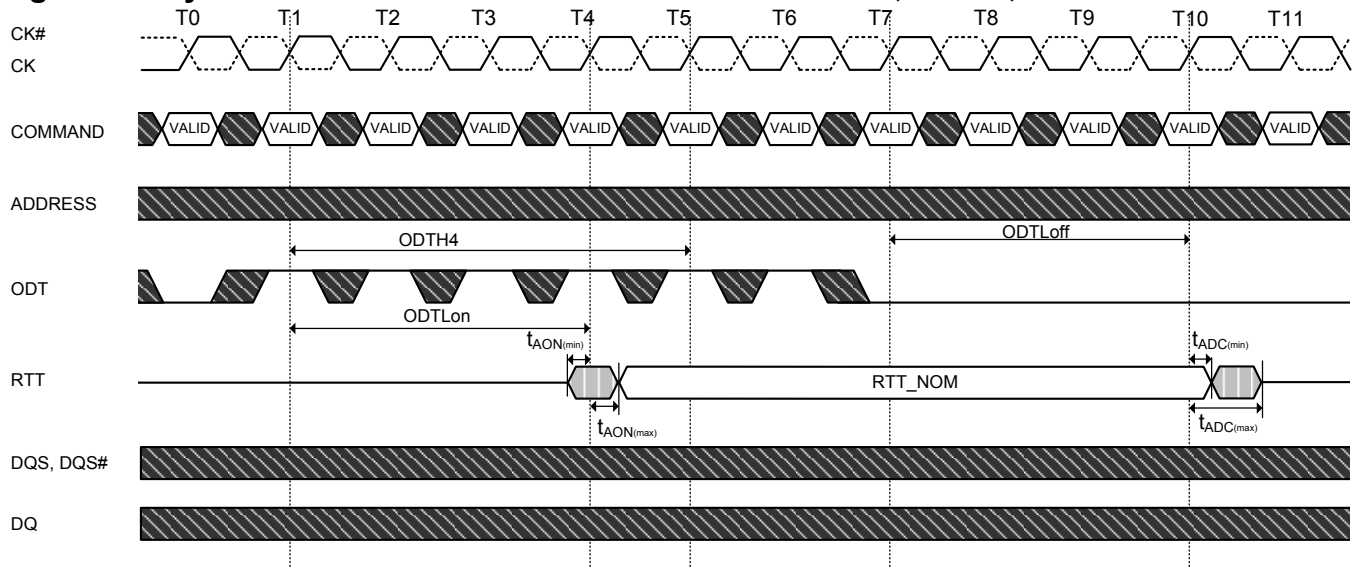 T0 T1 T2 T3 T4 T5 T6 T7 T8 T9 T10 T11
CK#
CK
COMMAND VALID VALID VALID VALID VALID VALID VALID VALID VALID VALID VALID VALID
ADDRESS
ODTH4 ODTLoff
ODT
ODTLon
tAON(min) tADC(min)
RTT RTT_NOM
tAON(max) tADC(max)
DQS, DQS#
DQ